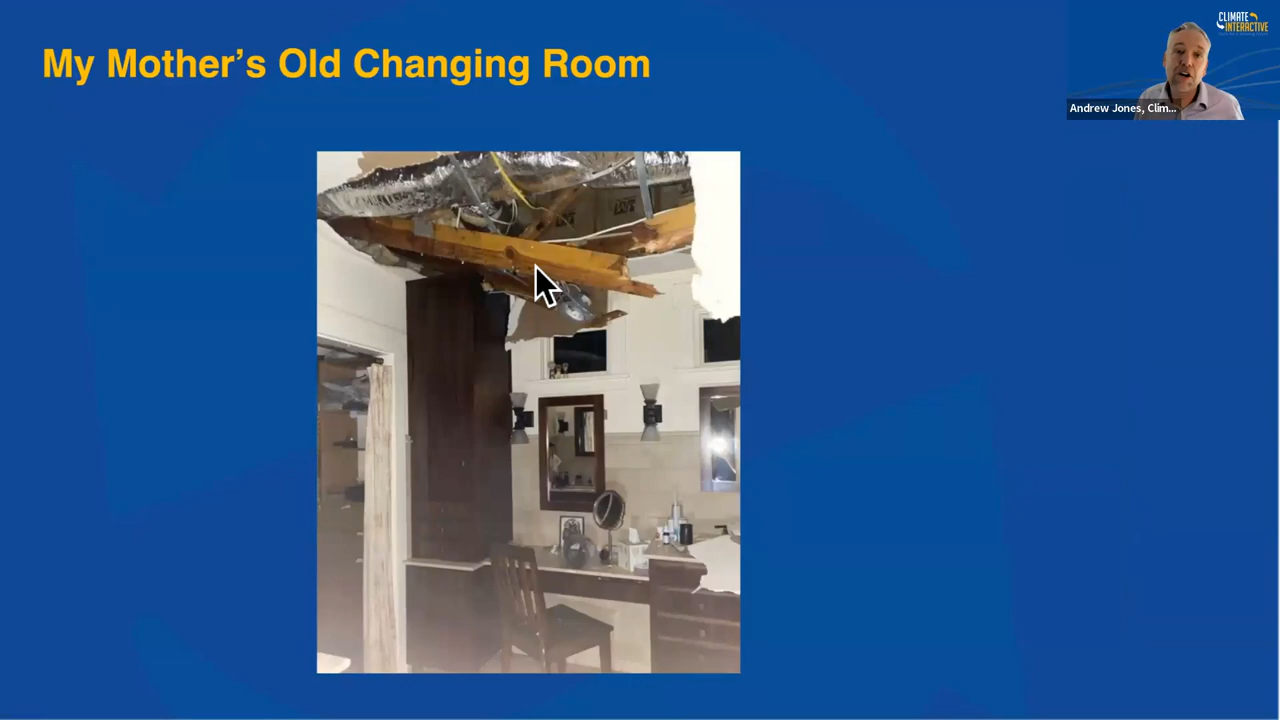 My Mother's Old Changing Room
CLIMATE
INTERACTIVE
Andrew Jones, Clim...